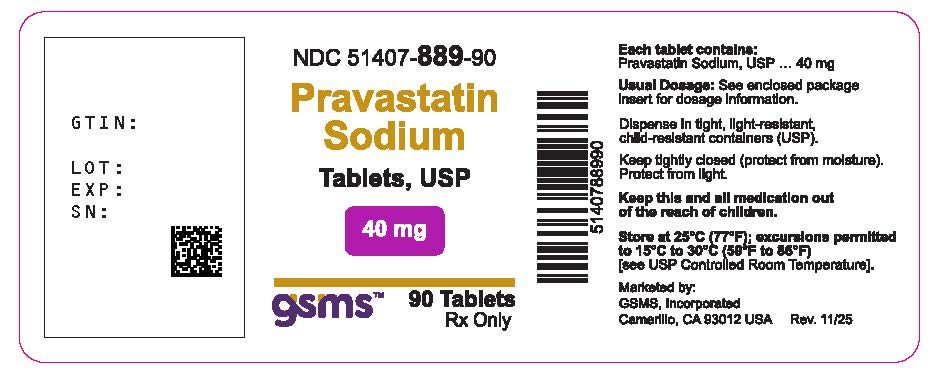 GTIN:
LOT:
EXP:
SN:
NDC 51407-889-90
Pravastatin
Sodium
Tablets, USP
40 mg
gsms™
90 Tablets
Rx Only
5140788990
Each tablet contains:
Pravastatin Sodium, USP ... 40 mg
Usual Dosage: See enclosed package
insert for dosage information.
Dispense in tight, light-resistant,
child-resistant containers (USP).
Keep tightly closed (protect from moisture).
Protect from light.
Keep this and all medication out
of the reach of children.
Store at 25°C (77°F); excursions permitted
to 15°C to 30°C (59°F to 86°F)
[see USP Controlled Room Temperature].
Marketed by:
GSMS, Incorporated
Camarillo, CA 93012 USA Rev. 11/25